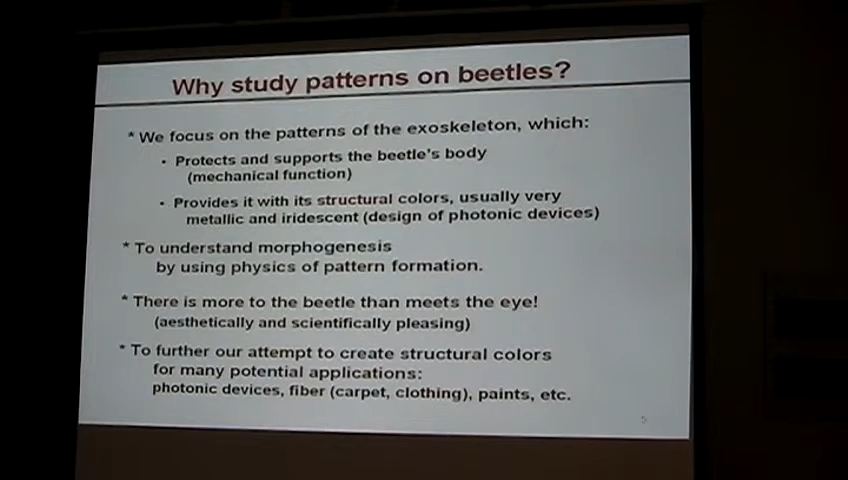 Why study patterns on beetles?
* We focus on the patterns of the exoskeleton, which:
• Protects and supports the beetle's body
(mechanical function)
• Provides it with its structural colors, usually very
metallic and iridescent (design of photonic devices)
* To understand morphogenesis
by using physics of pattern formation.
* There is more to the beetle than meets the eye!
(aesthetically and scientifically pleasing)
* To further our attempt to create structural colors
for many potential applications:
photonic devices, fiber (carpet, clothing), paints, etc.
5